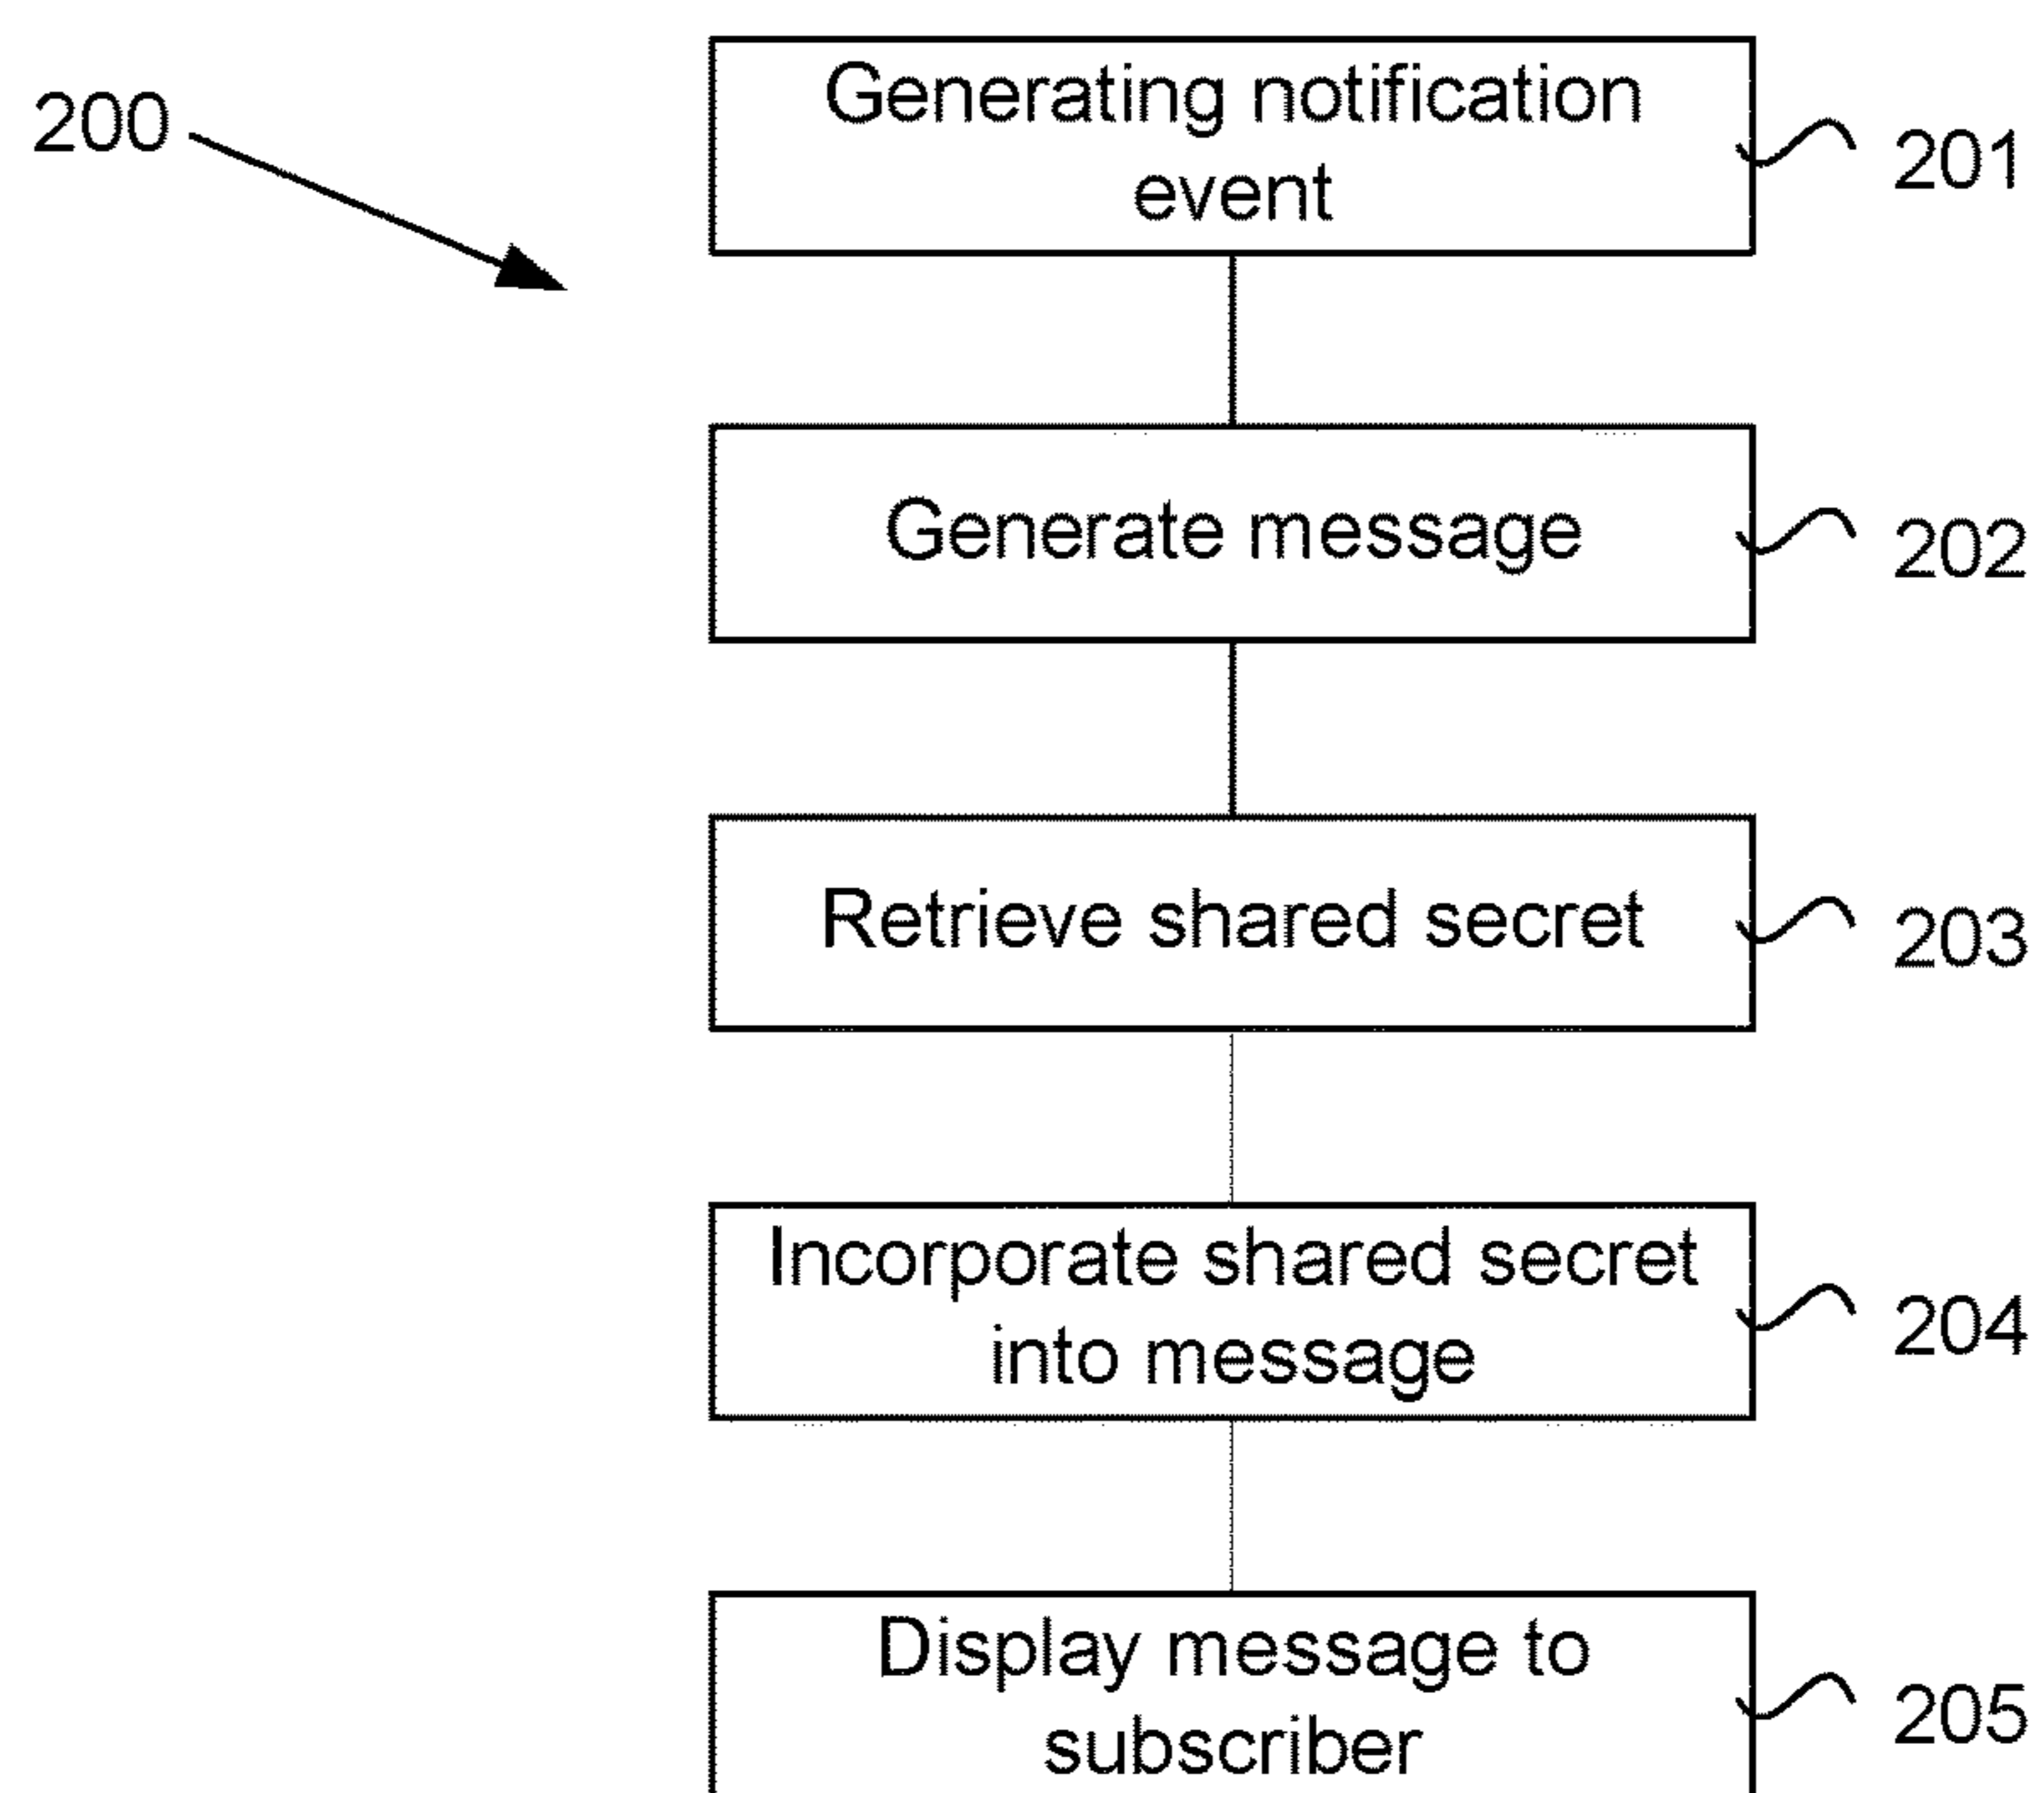 200
Generating notification
event
201
Generate message
202
Retrieve shared secret
203
Incorporate shared secret
into message
204
Display message to
subscriber
205